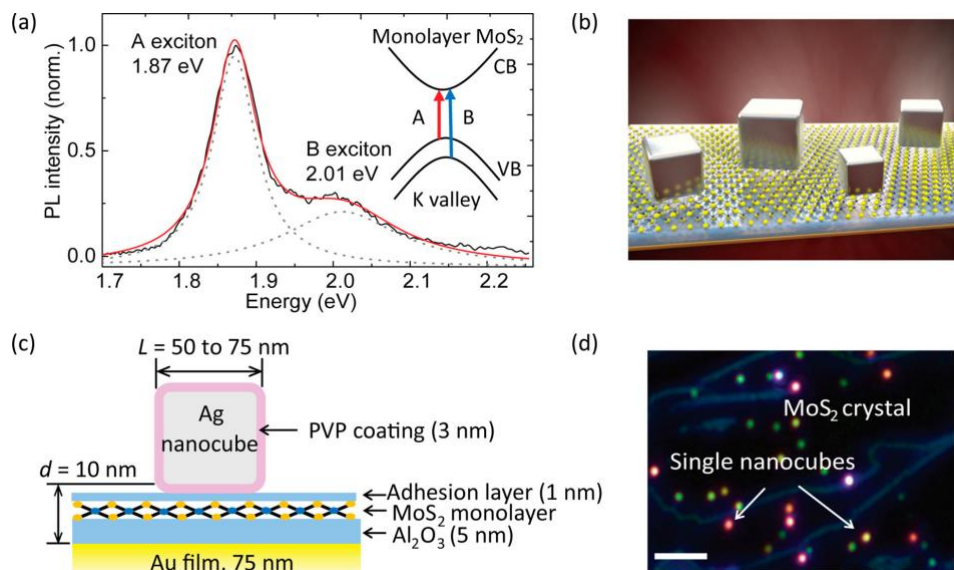 (a)
PL intensity (norm.)
1.0
0.5
0.0
A exciton
1.87 eV
B exciton
2.01 eV
Monolayer MoS₂
CB
A
B
VB
K valley
1.7 1.8 1.9 2.0 2.1 2.2
Energy (eV)
(b)
(c)
L = 50 to 75 nm
Ag
nanocube
PVP coating (3 nm)
d = 10 nm
Adhesion layer (1 nm)
MoS₂ monolayer
Al₂O₃ (5 nm)
Au film, 75 nm
(d)
MoS₂ crystal
Single nanocubes